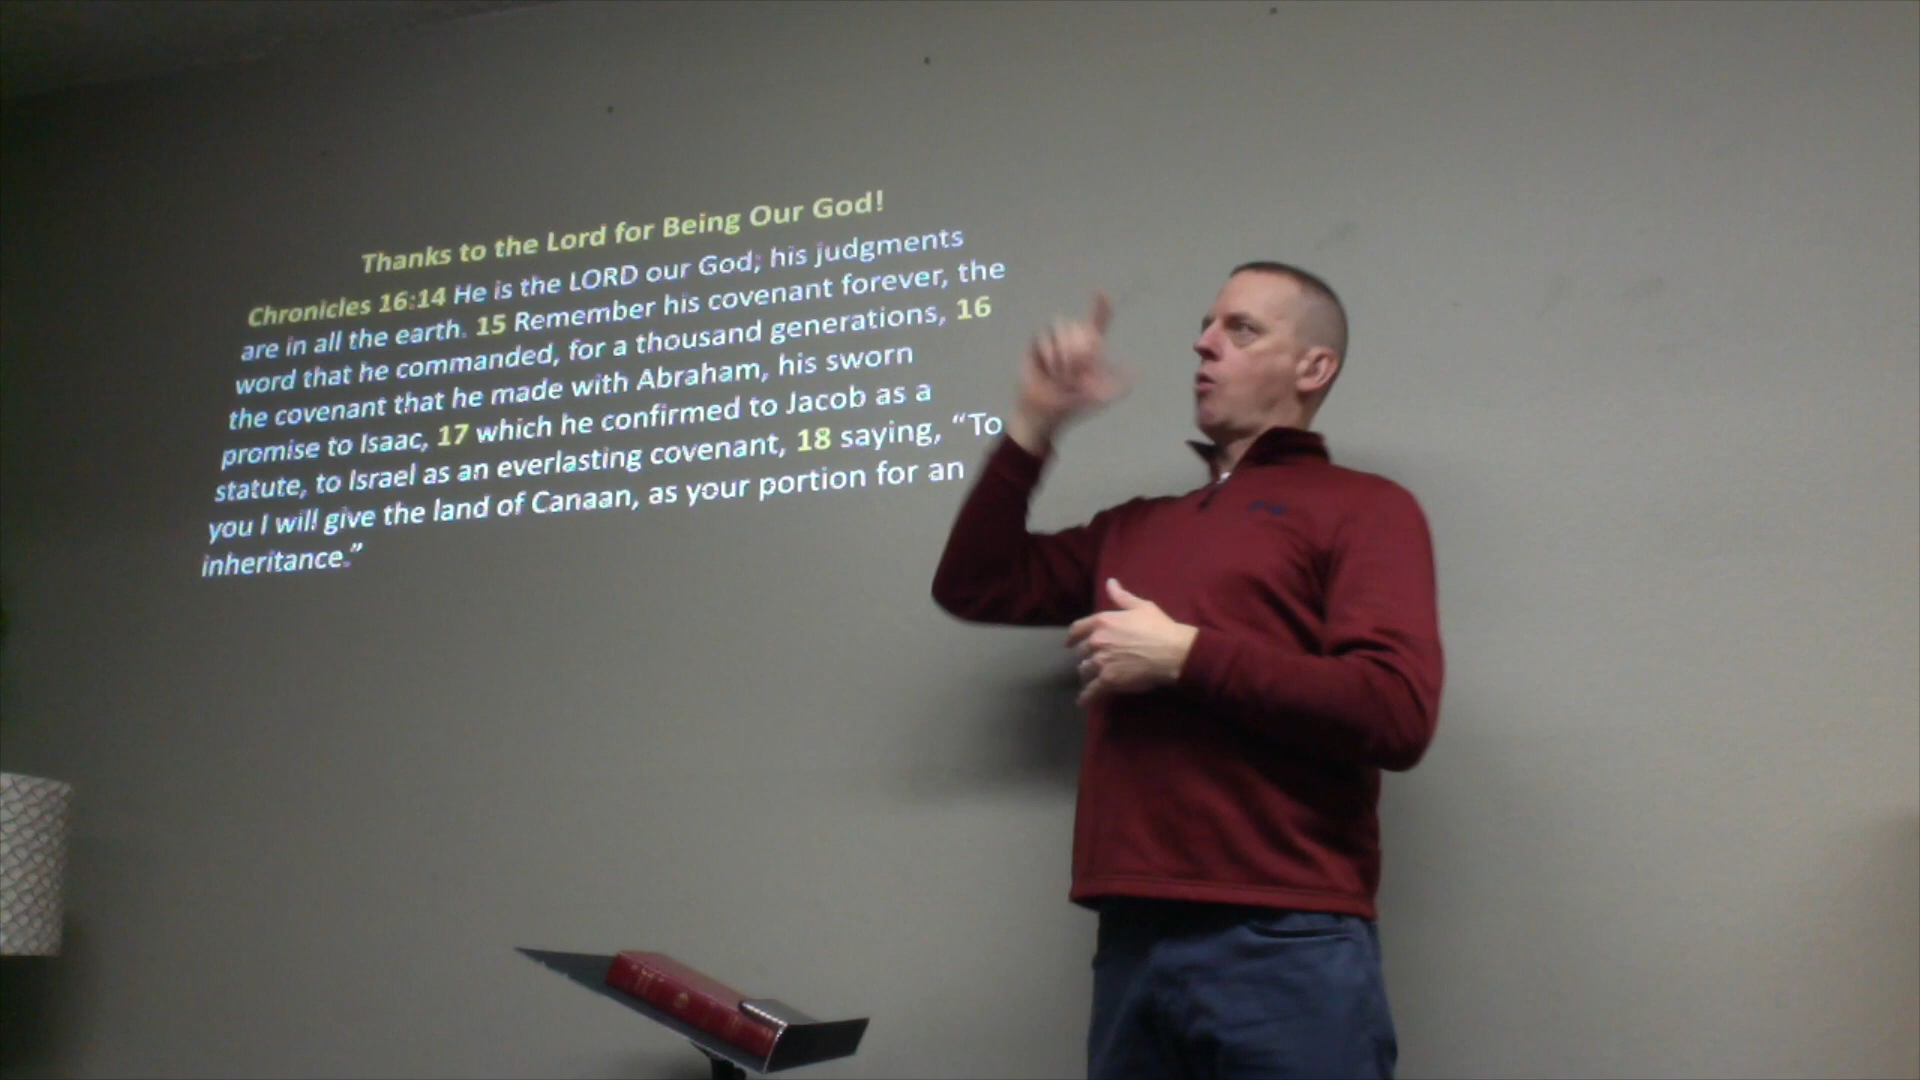 Thanks to the Lord for Being Our God!
Chronicles 16:14 He is the LORD our God; his judgments
are in all the earth. 15 Remember his covenant forever, the
word that he commanded, for a thousand generations, 16
the covenant that he made with Abraham, his sworn
promise to Isaac, 17 which he confirmed to Jacob as a
statute, to Israel as an everlasting covenant, 18 saying, “To
you I will give the land of Canaan, as your portion for an
inheritance.”